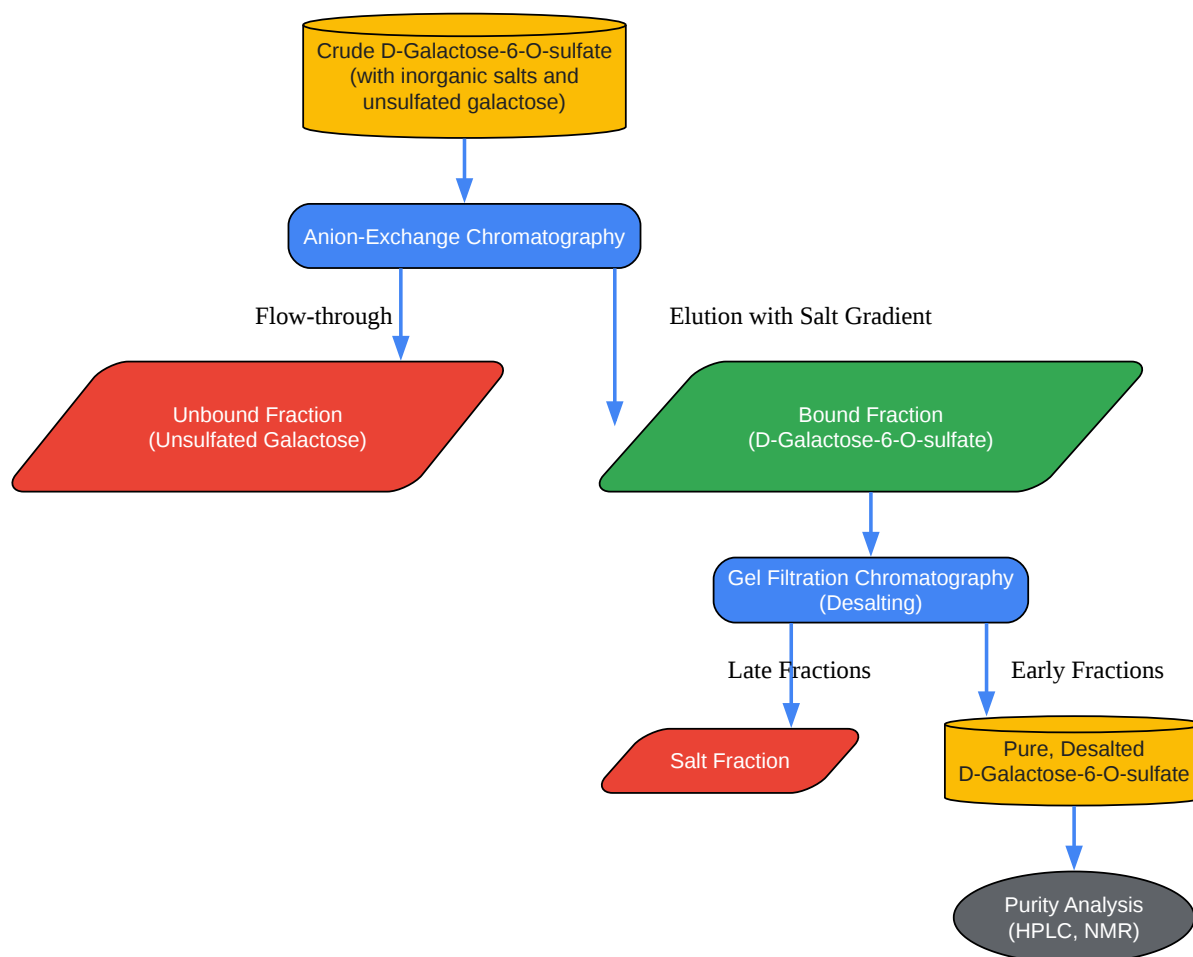 Crude D-Galactose-6-O-sulfate
(with inorganic salts and
unsulfated galactose)
Anion-Exchange Chromatography
Flow-through
Elution with Salt Gradient
Unbound Fraction
(Unsulfated Galactose)
Bound Fraction
(D-Galactose-6-O-sulfate)
Gel Filtration Chromatography
(Desalting)
Late Fractions
Early Fractions
Salt Fraction
Pure, Desalted
D-Galactose-6-O-sulfate
Purity Analysis
(HPLC, NMR)